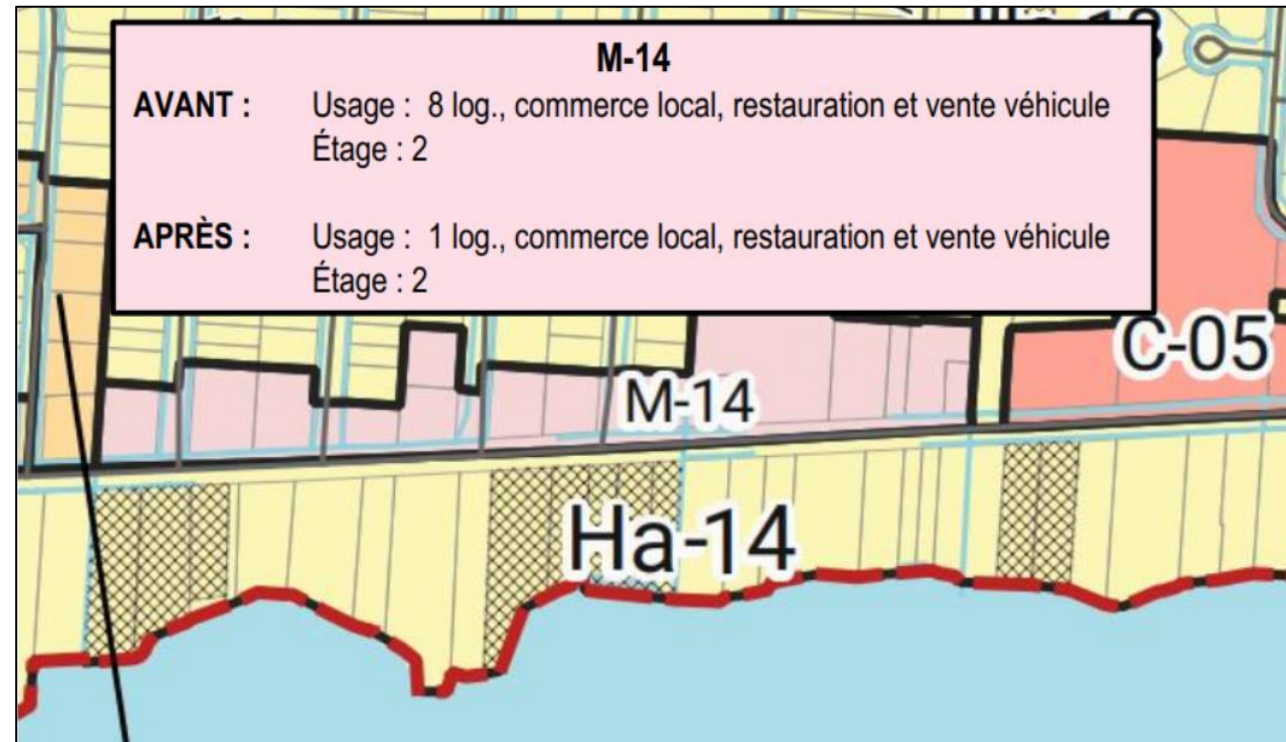 M-14
AVANT : Usage : 8 log., commerce local, restauration et vente véhicule
Étage : 2
APRÈS : Usage : 1 log., commerce local, restauration et vente véhicule
Étage : 2
C-05
M-14
Ha-14